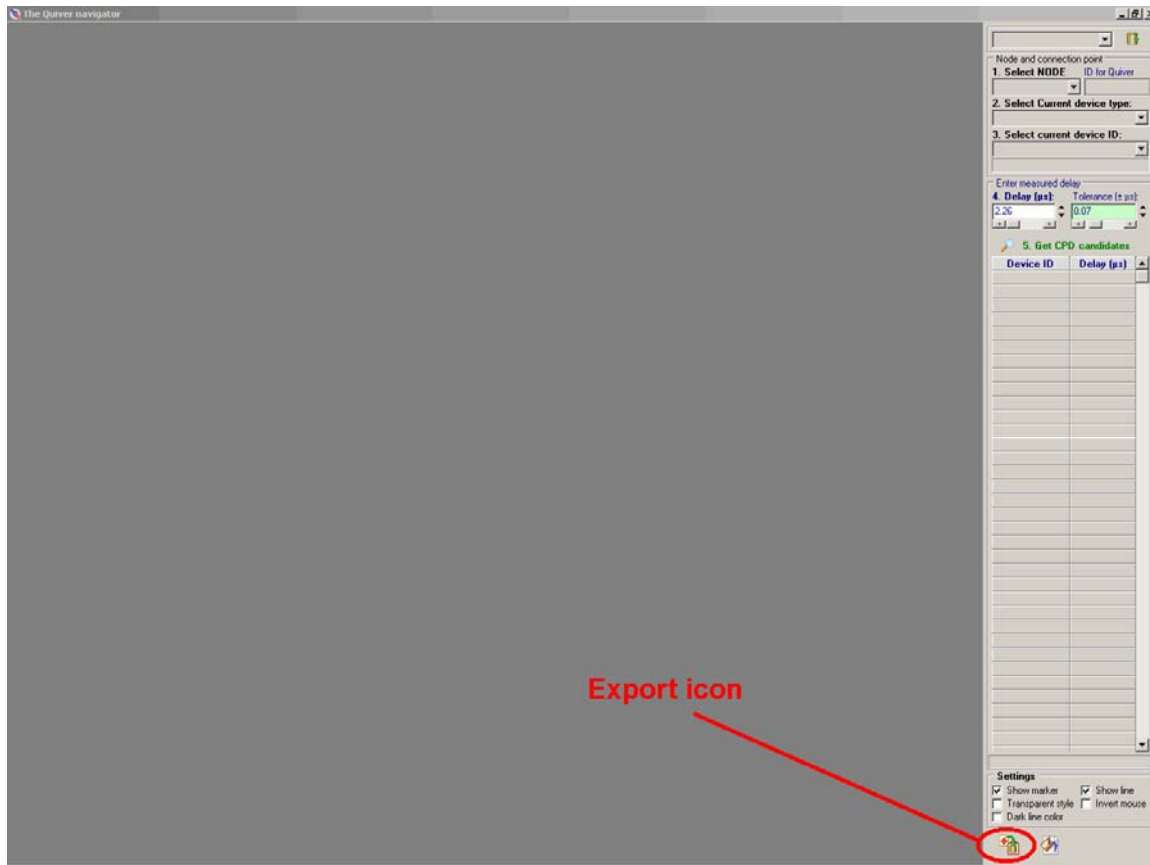 The Quiver navigator
Node and connection point
1. Select NODE ID for Quiver
2. Select Current device type:
3. Select current device ID:
Enter measured delay
4. Delay (µs): Tolerance (± µs):
2.26 0.07
5. Get CPD candidates
Device ID Delay (µs)
Export icon
Settings
Show marker Show line
Transparent style Invert mouse
Dark line color